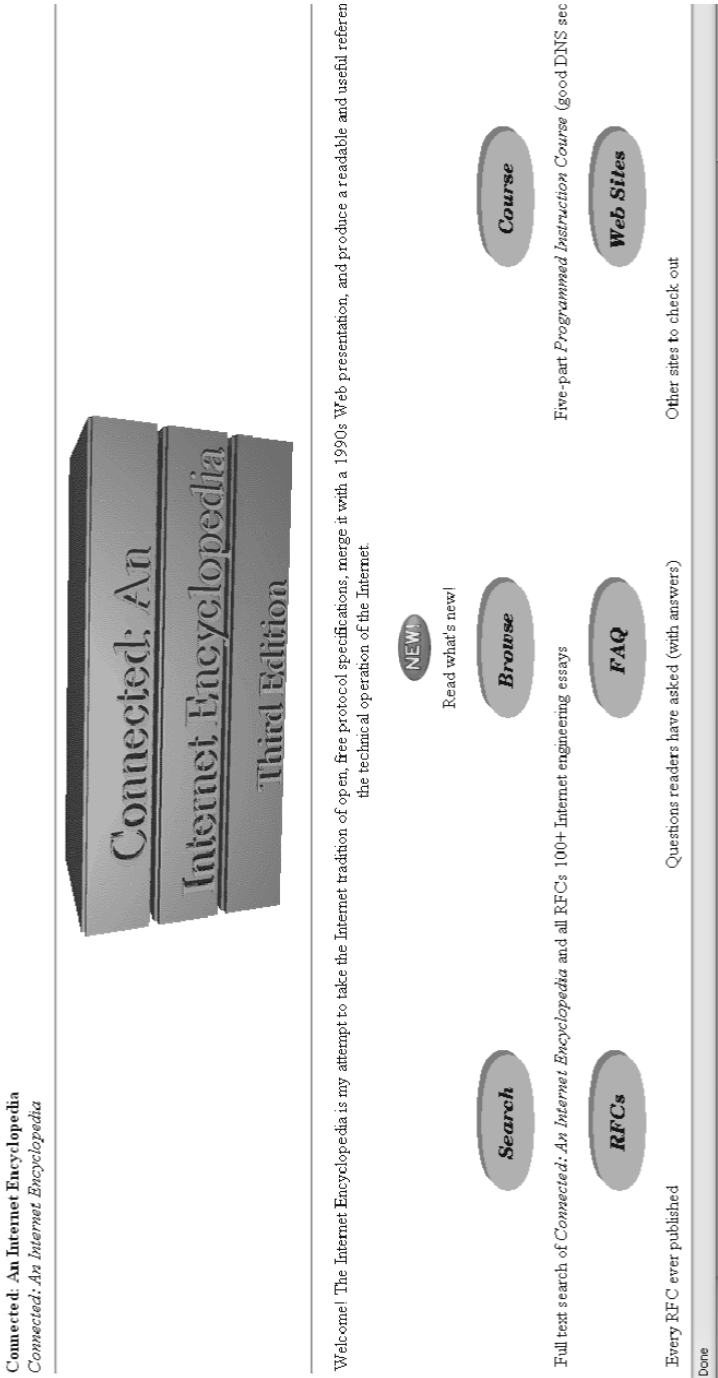 Connected: An Internet Encyclopedia
Connected: An Internet Encyclopedia
Connected: An
Internet Encyclopedia
Third Edition
Welcome! The Internet Encyclopedia is my attempt to take the Internet tradition of open, free protocol specifications, merge it with a 1990s Web presentation, and produce a readable and useful referen
the technical operation of the Internet.
NEW!
Read what's new!
Search Browse Course
Full text search of Connected: An Internet Encyclopedia and all RFCs 100+ Internet engineering essays Five-part Programmed Instruction Course (good DNS sec
RFCs FAQ Web Sites
Every RFC ever published Questions readers have asked (with answers) Other sites to check out
Done